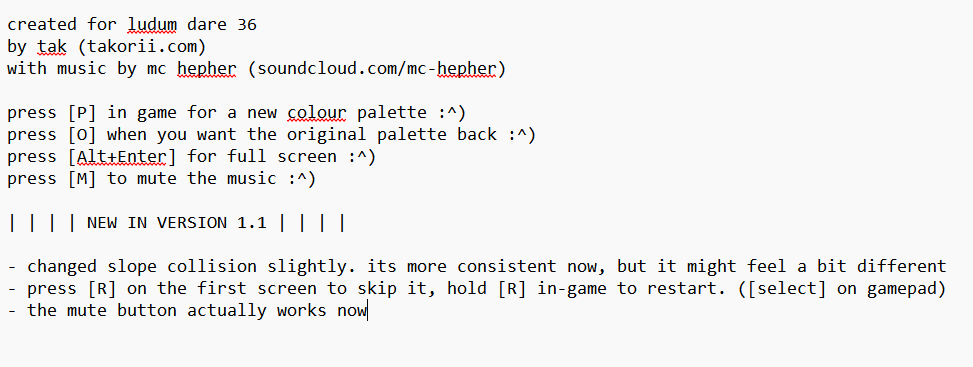 created for ludum dare 36
by tak (takorii.com)
with music by mc hepher (soundcloud.com/mc-hepher)
press [P] in game for a new colour palette :^)
press [O] when you want the original palette back :^)
press [Alt+Enter] for full screen :^)
press [M] to mute the music :^)
| | | | NEW IN VERSION 1.1 | | | |
- changed slope collision slightly. its more consistent now, but it might feel a bit different
- press [R] on the first screen to skip it, hold [R] in-game to restart. ([select] on gamepad)
- the mute button actually works now